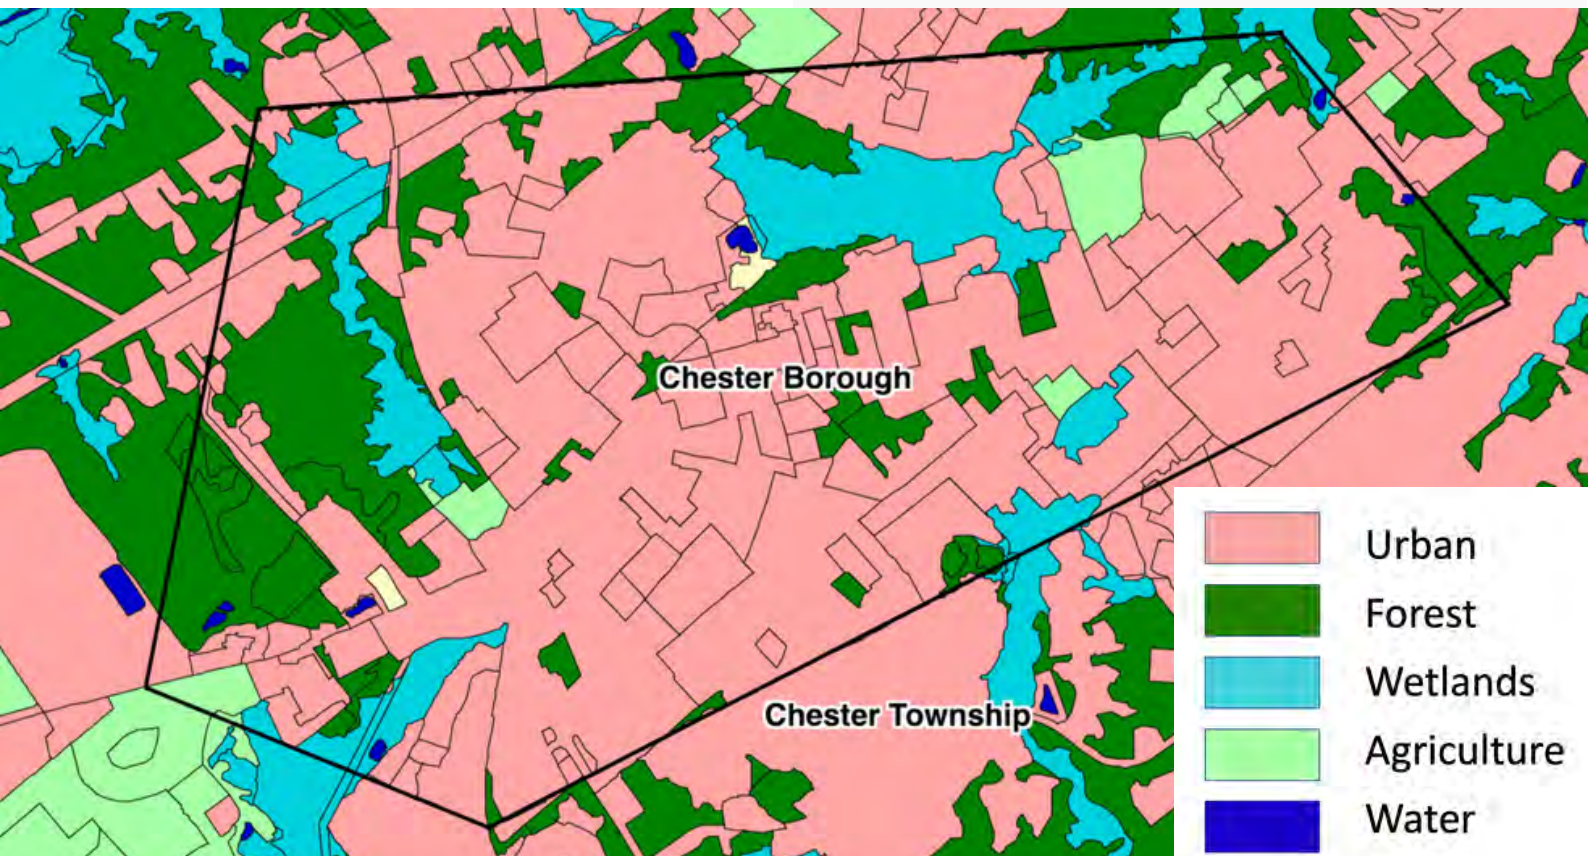 Chester Borough
Chester Township
Urban
Forest
Wetlands
Agriculture
Water